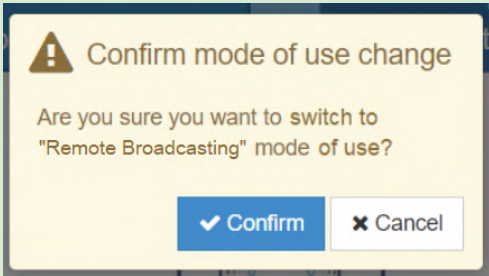 Confirm mode of use change
Are you sure you want to switch to
"Remote Broadcasting" mode of use?
Confirm
Cancel